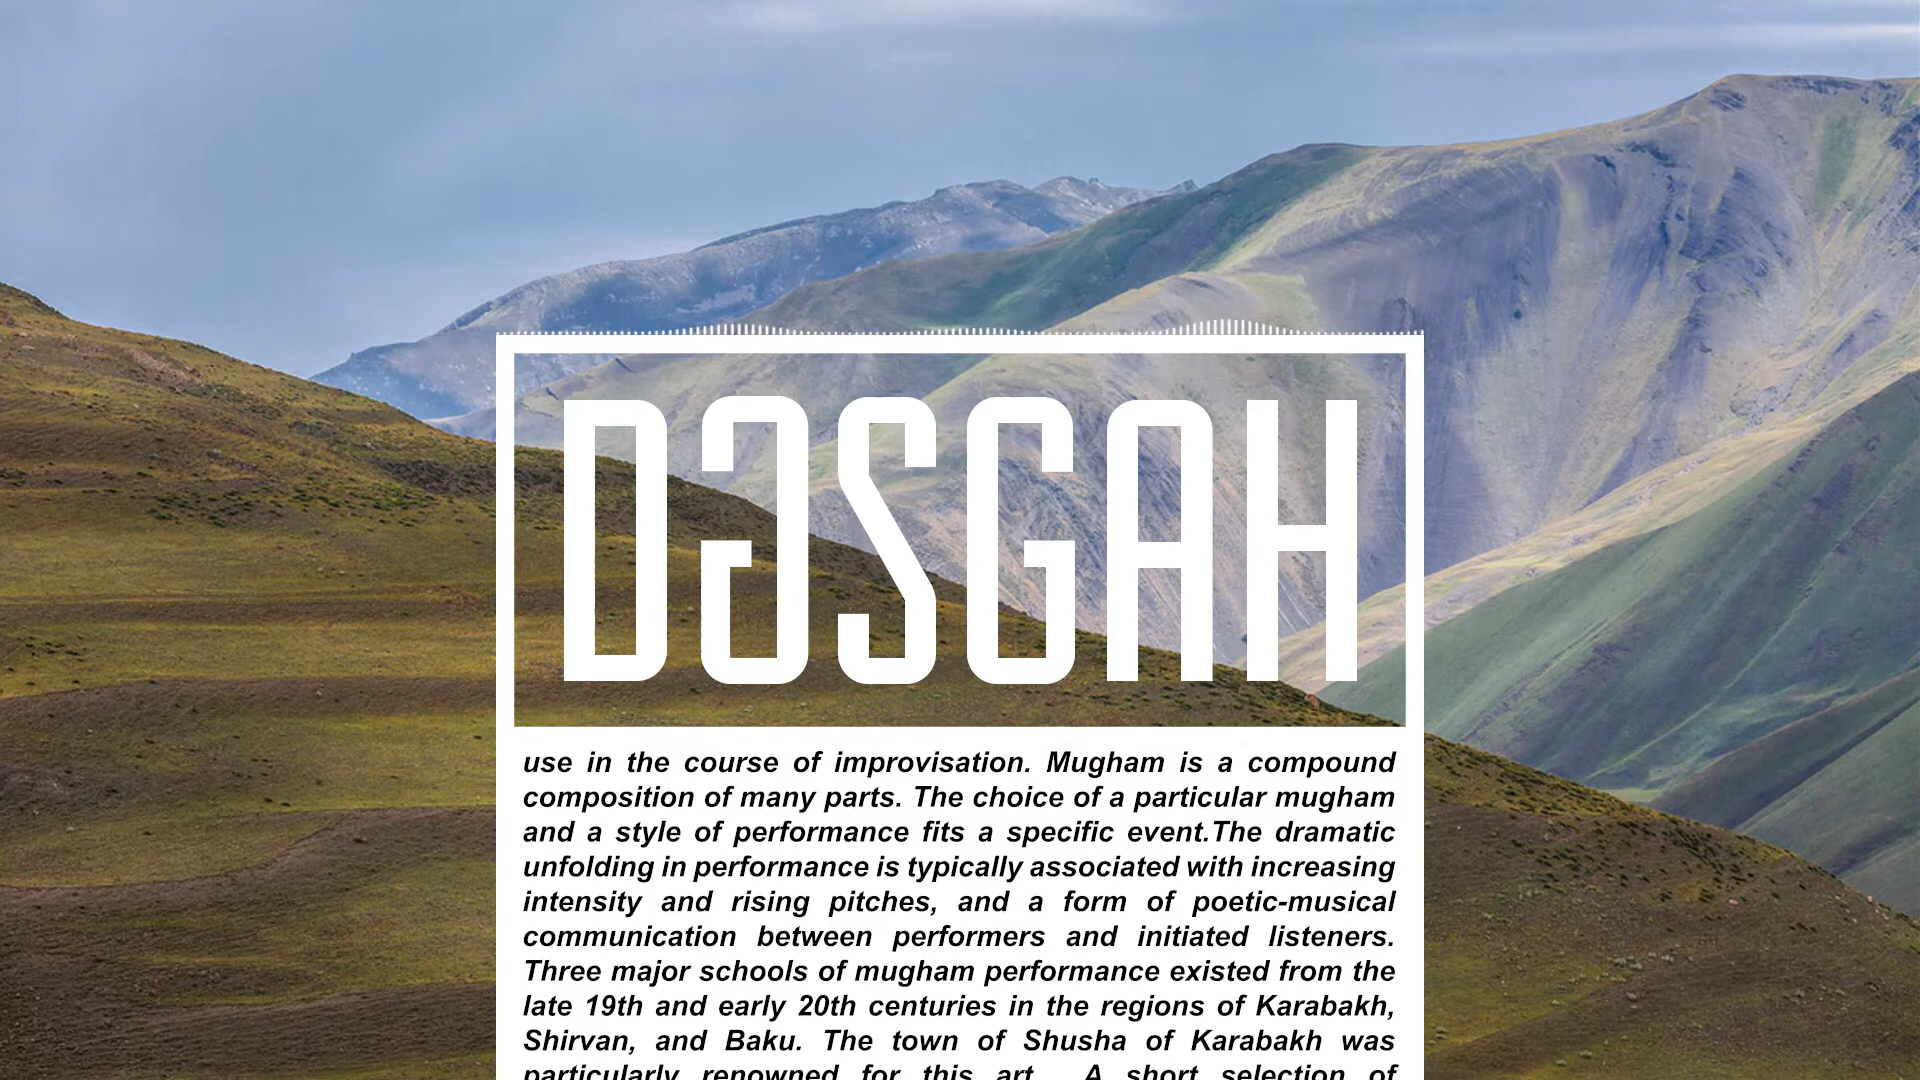 DƏSGAH
use in the course of improvisation. Mugham is a compound
composition of many parts. The choice of a particular mugham
and a style of performance fits a specific event.The dramatic
unfolding in performance is typically associated with increasing
intensity and rising pitches, and a form of poetic-musical
communication between performers and initiated listeners.
Three major schools of mugham performance existed from the
late 19th and early 20th centuries in the regions of Karabakh,
Shirvan, and Baku. The town of Shusha of Karabakh was
particularly renowned for this art. A short selection of